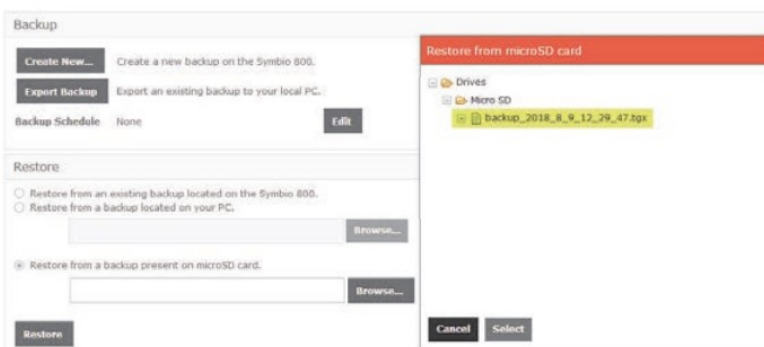 Backup
Create New... Create a new backup on the Symbio 800.
Export Backup Export an existing backup to your local PC.
Backup Schedule None Edit
Restore
Restore from an existing backup located on the Symbio 800.
Restore from a backup located on your PC.
Browse...
Restore from a backup present on microSD card.
Browse...
Restore
Restore from microSD card
Drives
Micro SD
backup_2018_8_9_12_29_47.tgx
Cancel Select